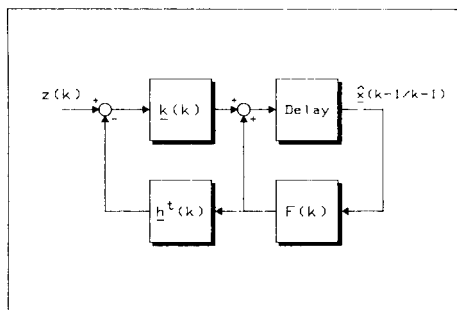 z(k)
+
-
k(k)
+
+
Delay
x̂(k-1/k-1)
h^t(k)
F(k)